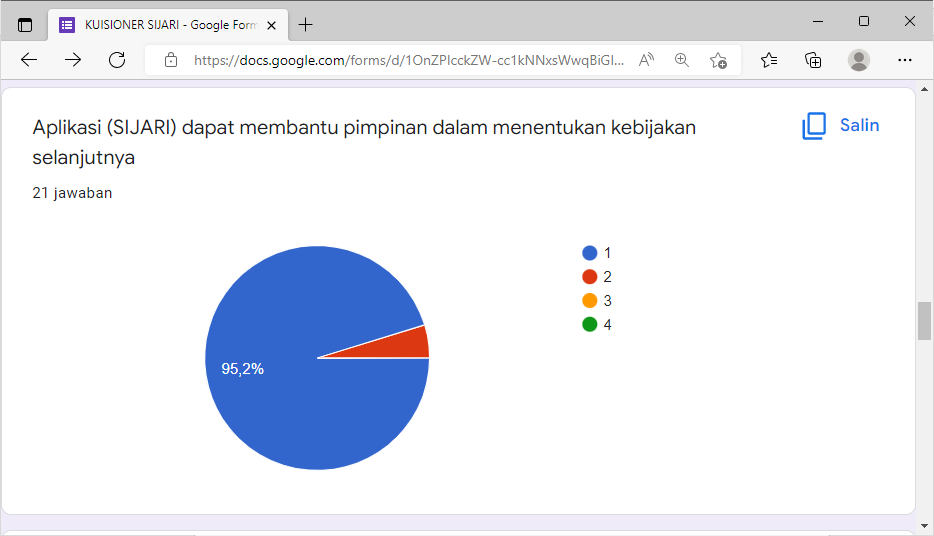 KUISIONER SIJARI - Google Form
https://docs.google.com/forms/d/1OnZPlcckZW-cc1kNNxsWwqBiGl...
Aplikasi (SIJARI) dapat membantu pimpinan dalam menentukan kebijakan
selanjutnya
Salin
21 jawaban
1
2
3
4
95,2%